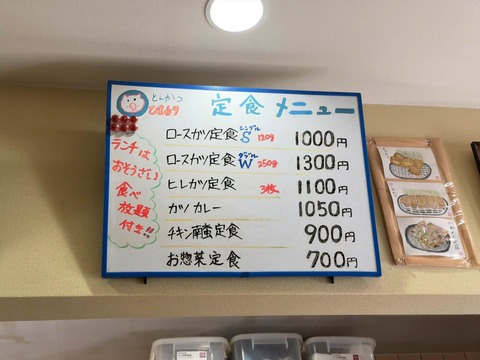 ヒレかつ
定食メニュー
ロースカツ定食 シングル S 120g 1000円
ロースカツ定食 ダブル W 250g 1300円
ヒレカツ定食 3枚 1100円
カツカレー 1050円
チキン南蛮定食 900円
お惣菜定食 700円
ランチは
おそうざい
食べ
放題
付き!!